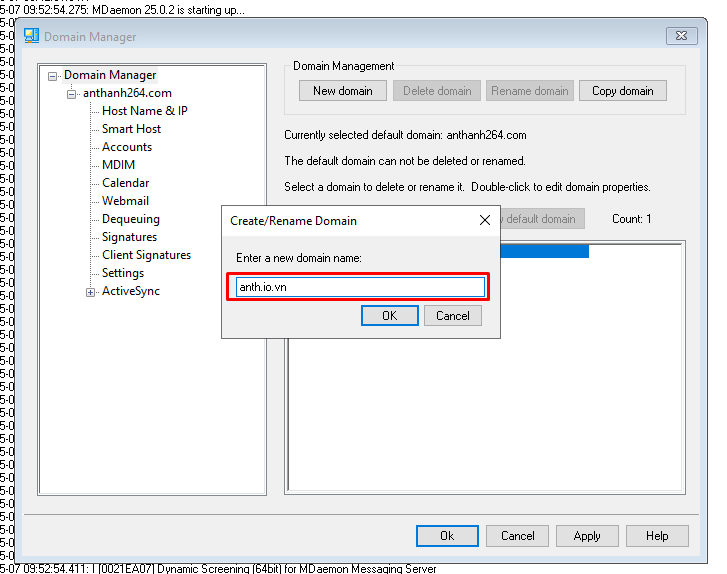 5-07 09:52:54.275: MDaemon 25.0.2 is starting up...
Domain Manager
Domain Manager
anthanh264.com
Host Name & IP
Smart Host
Accounts
MDIM
Calendar
Webmail
Dequeuing
Signatures
Client Signatures
Settings
ActiveSync
Domain Management
New domain
Delete domain
Rename domain
Copy domain
Currently selected default domain: anthanh264.com
The default domain can not be deleted or renamed.
Select a domain to delete or rename it. Double-click to edit domain properties.
default domain
Count: 1
Create/Rename Domain
Enter a new domain name:
anth.io.vn
OK
Cancel
Ok
Cancel
Apply
Help
5-07 09:52:54.411: | [0021EA07] Dynamic Screening (64bit) for MDaemon Messaging Server